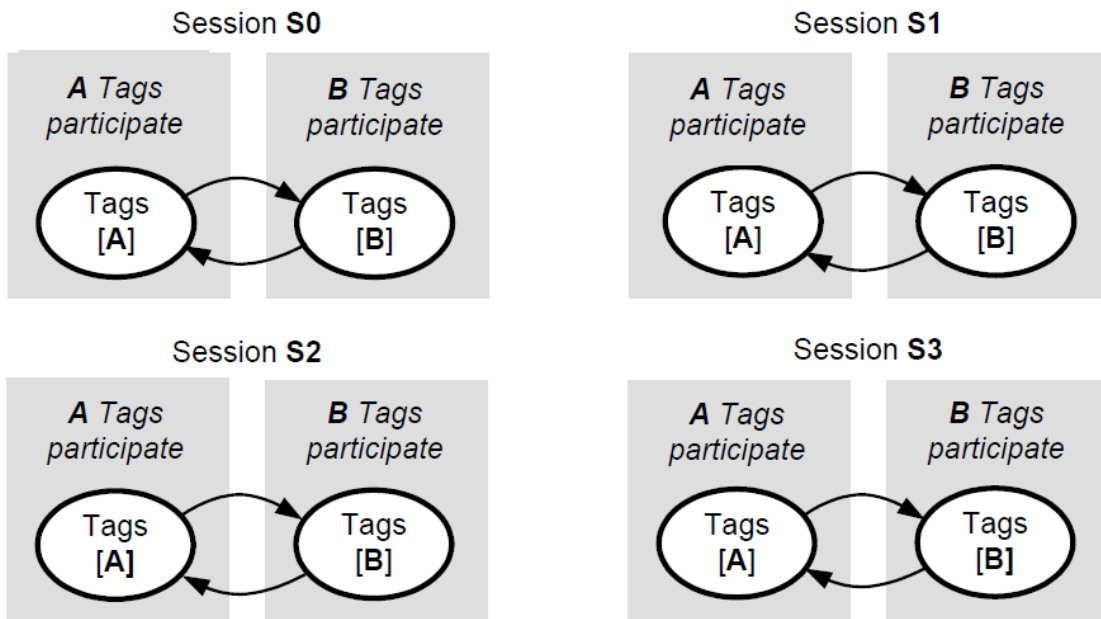 Session S0
A Tags
participate
B Tags
participate
Tags
[A]
Tags
[B]
Session S1
A Tags
participate
B Tags
participate
Tags
[A]
Tags
[B]
Session S2
A Tags
participate
B Tags
participate
Tags
[A]
Tags
[B]
Session S3
A Tags
participate
B Tags
participate
Tags
[A]
Tags
[B]